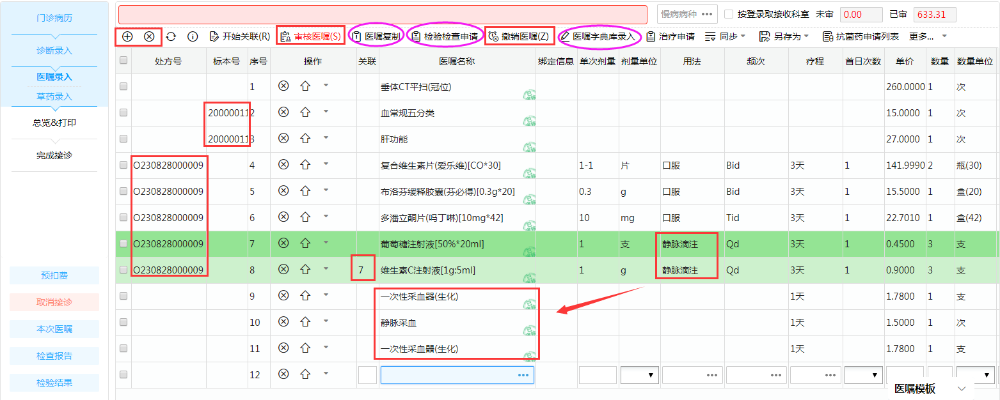 门诊病历
诊断录入
医嘱录入
草药录入
总览&打印
完成接诊
预扣费
取消接诊
本次医嘱
检查报告
检验结果
慢病病种 ••• 按登录取接收科室 未审 0.00 已审 633.31
开始关联(R) 审核医嘱(S) 医嘱复制 检验检查申请 撤销医嘱(Z) 医嘱字典库录入 治疗申请 同步 另存为 抗菌药申请列表 更多...
处方号 标本号 序号 操作 关联 医嘱名称 绑定信息 单次剂量 剂量单位 用法 频次 疗程 首日次数 单价 数量 数量单位
1 垂体CT平扫(冠位) 260.0000 1 次
20000011 2 血常规五分类 15.0000 1 次
20000011 3 肝功能 27.0000 1 次
O230828000009 4 复合维生素片(爱乐维)[CO*30] 1-1 片 口服 Bid 3天 1 141.9990 2 瓶(30)
O230828000009 5 布洛芬缓释胶囊(芬必得)[0.3g*20] 0.3 g 口服 Bid 3天 1 15.5000 1 盒(20)
O230828000009 6 多潘立酮片(吗丁啉)[10mg*42] 10 mg 口服 Tid 3天 1 22.7010 1 盒(42)
O230828000009 7 葡萄糖注射液[50%*20ml] 1 支 静脉滴注 Qd 3天 1 0.4500 3 支
O230828000009 8 7 维生素C注射液[1g:5ml] 1 g 静脉滴注 Qd 3天 1 0.9000 3 支
9 一次性采血器(生化) 1天 1.7800 1 支
10 静脉采血 1天 1.5000 1 次
11 一次性采血器(生化) 1天 1.7800 1 支
12
医嘱模板